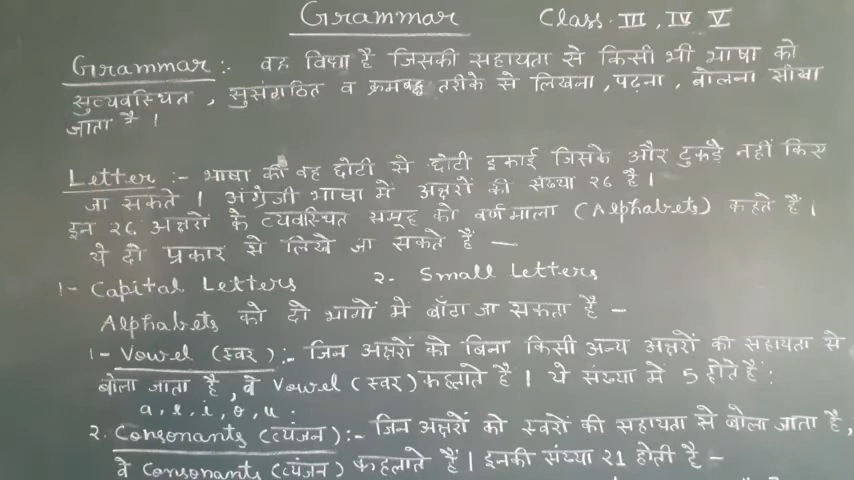 Grammar Class- III, IV V
Grammar :- वह विद्या है जिसकी सहायता से किसी भी भाषा को
सुव्यवस्थित, सुसंगठित व क्रमबद्ध तरीके से लिखना, पढ़ना, बोलना सीखा
जाता है।
Letter :- भाषा की वह छोटी से छोटी इकाई जिसके और टुकड़े नहीं किए
जा सकते। अंग्रेजी भाषा में अक्षरों की संख्या २६ है।
इन २६ अक्षरों के व्यवस्थित समूह को वर्णमाला (Alphabets) कहते हैं।
ये दो प्रकार से लिखे जा सकते हैं —
1- Capital Letters 2. Small Letters
Alphabets को दो भागों में बाँटा जा सकता है –
1- Vowel (स्वर) :- जिन अक्षरों को बिना किसी अन्य अक्षरों की सहायता से
बोला जाता है, वे Vowel (स्वर) कहलाते हैं। ये संख्या में 5 होते हैं:
a, e, i, o, u.
2. Consonants (व्यंजन) :- जिन अक्षरों को स्वरों की सहायता से बोला जाता है,
वे Consonants (व्यंजन) कहलाते हैं। इनकी संख्या 21 होती है –